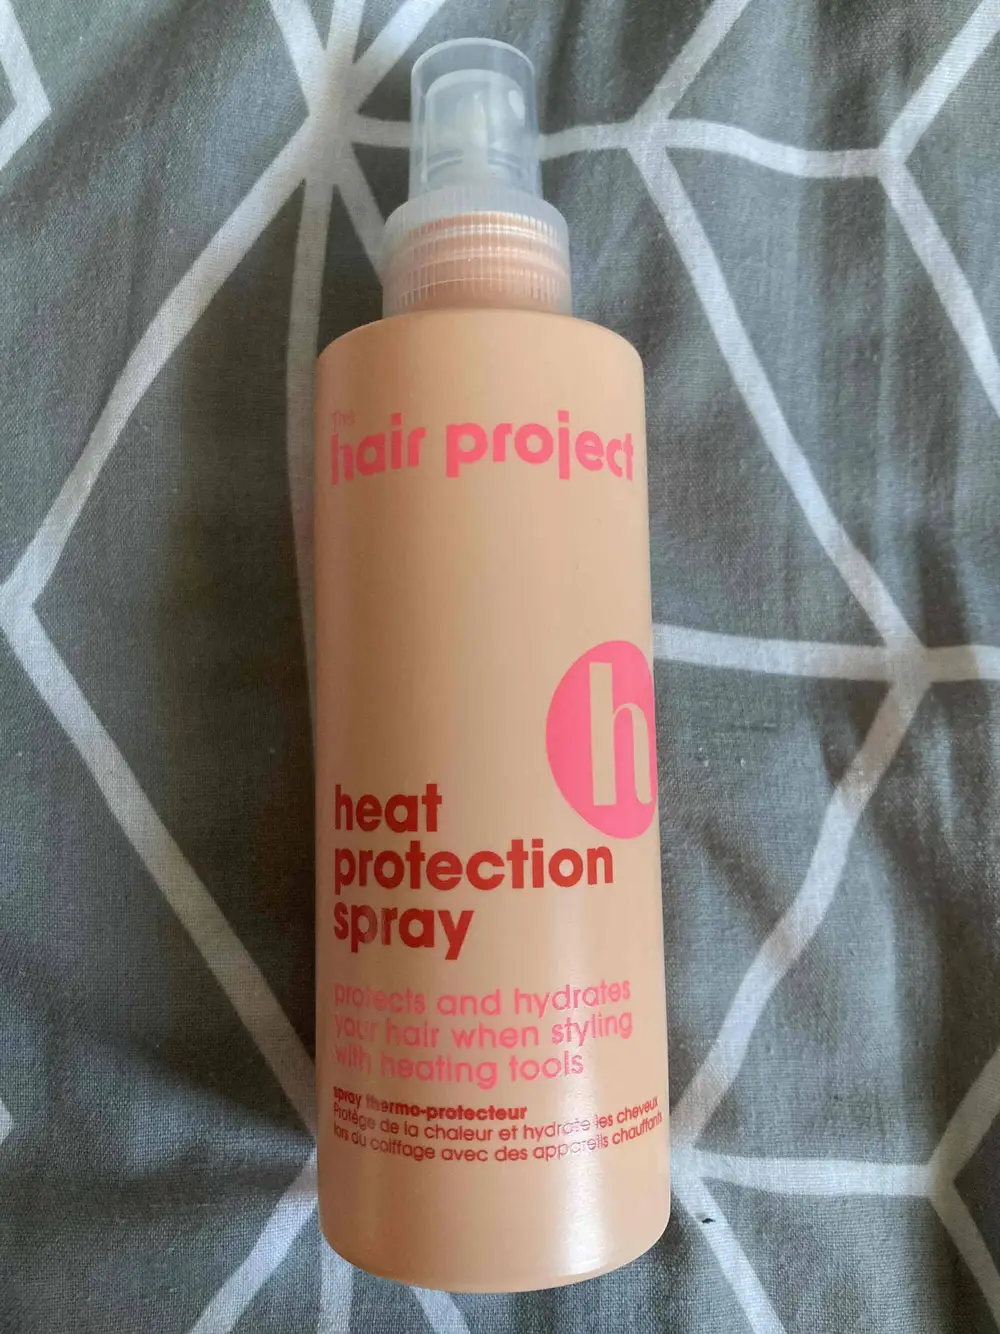 The
hair project
h
heat
protection
spray
protects and hydrates
your hair when styling
with heating tools
spray thermo-protecteur
Protège de la chaleur et hydrate les cheveux
lors du coiffage avec des appareils chauffants